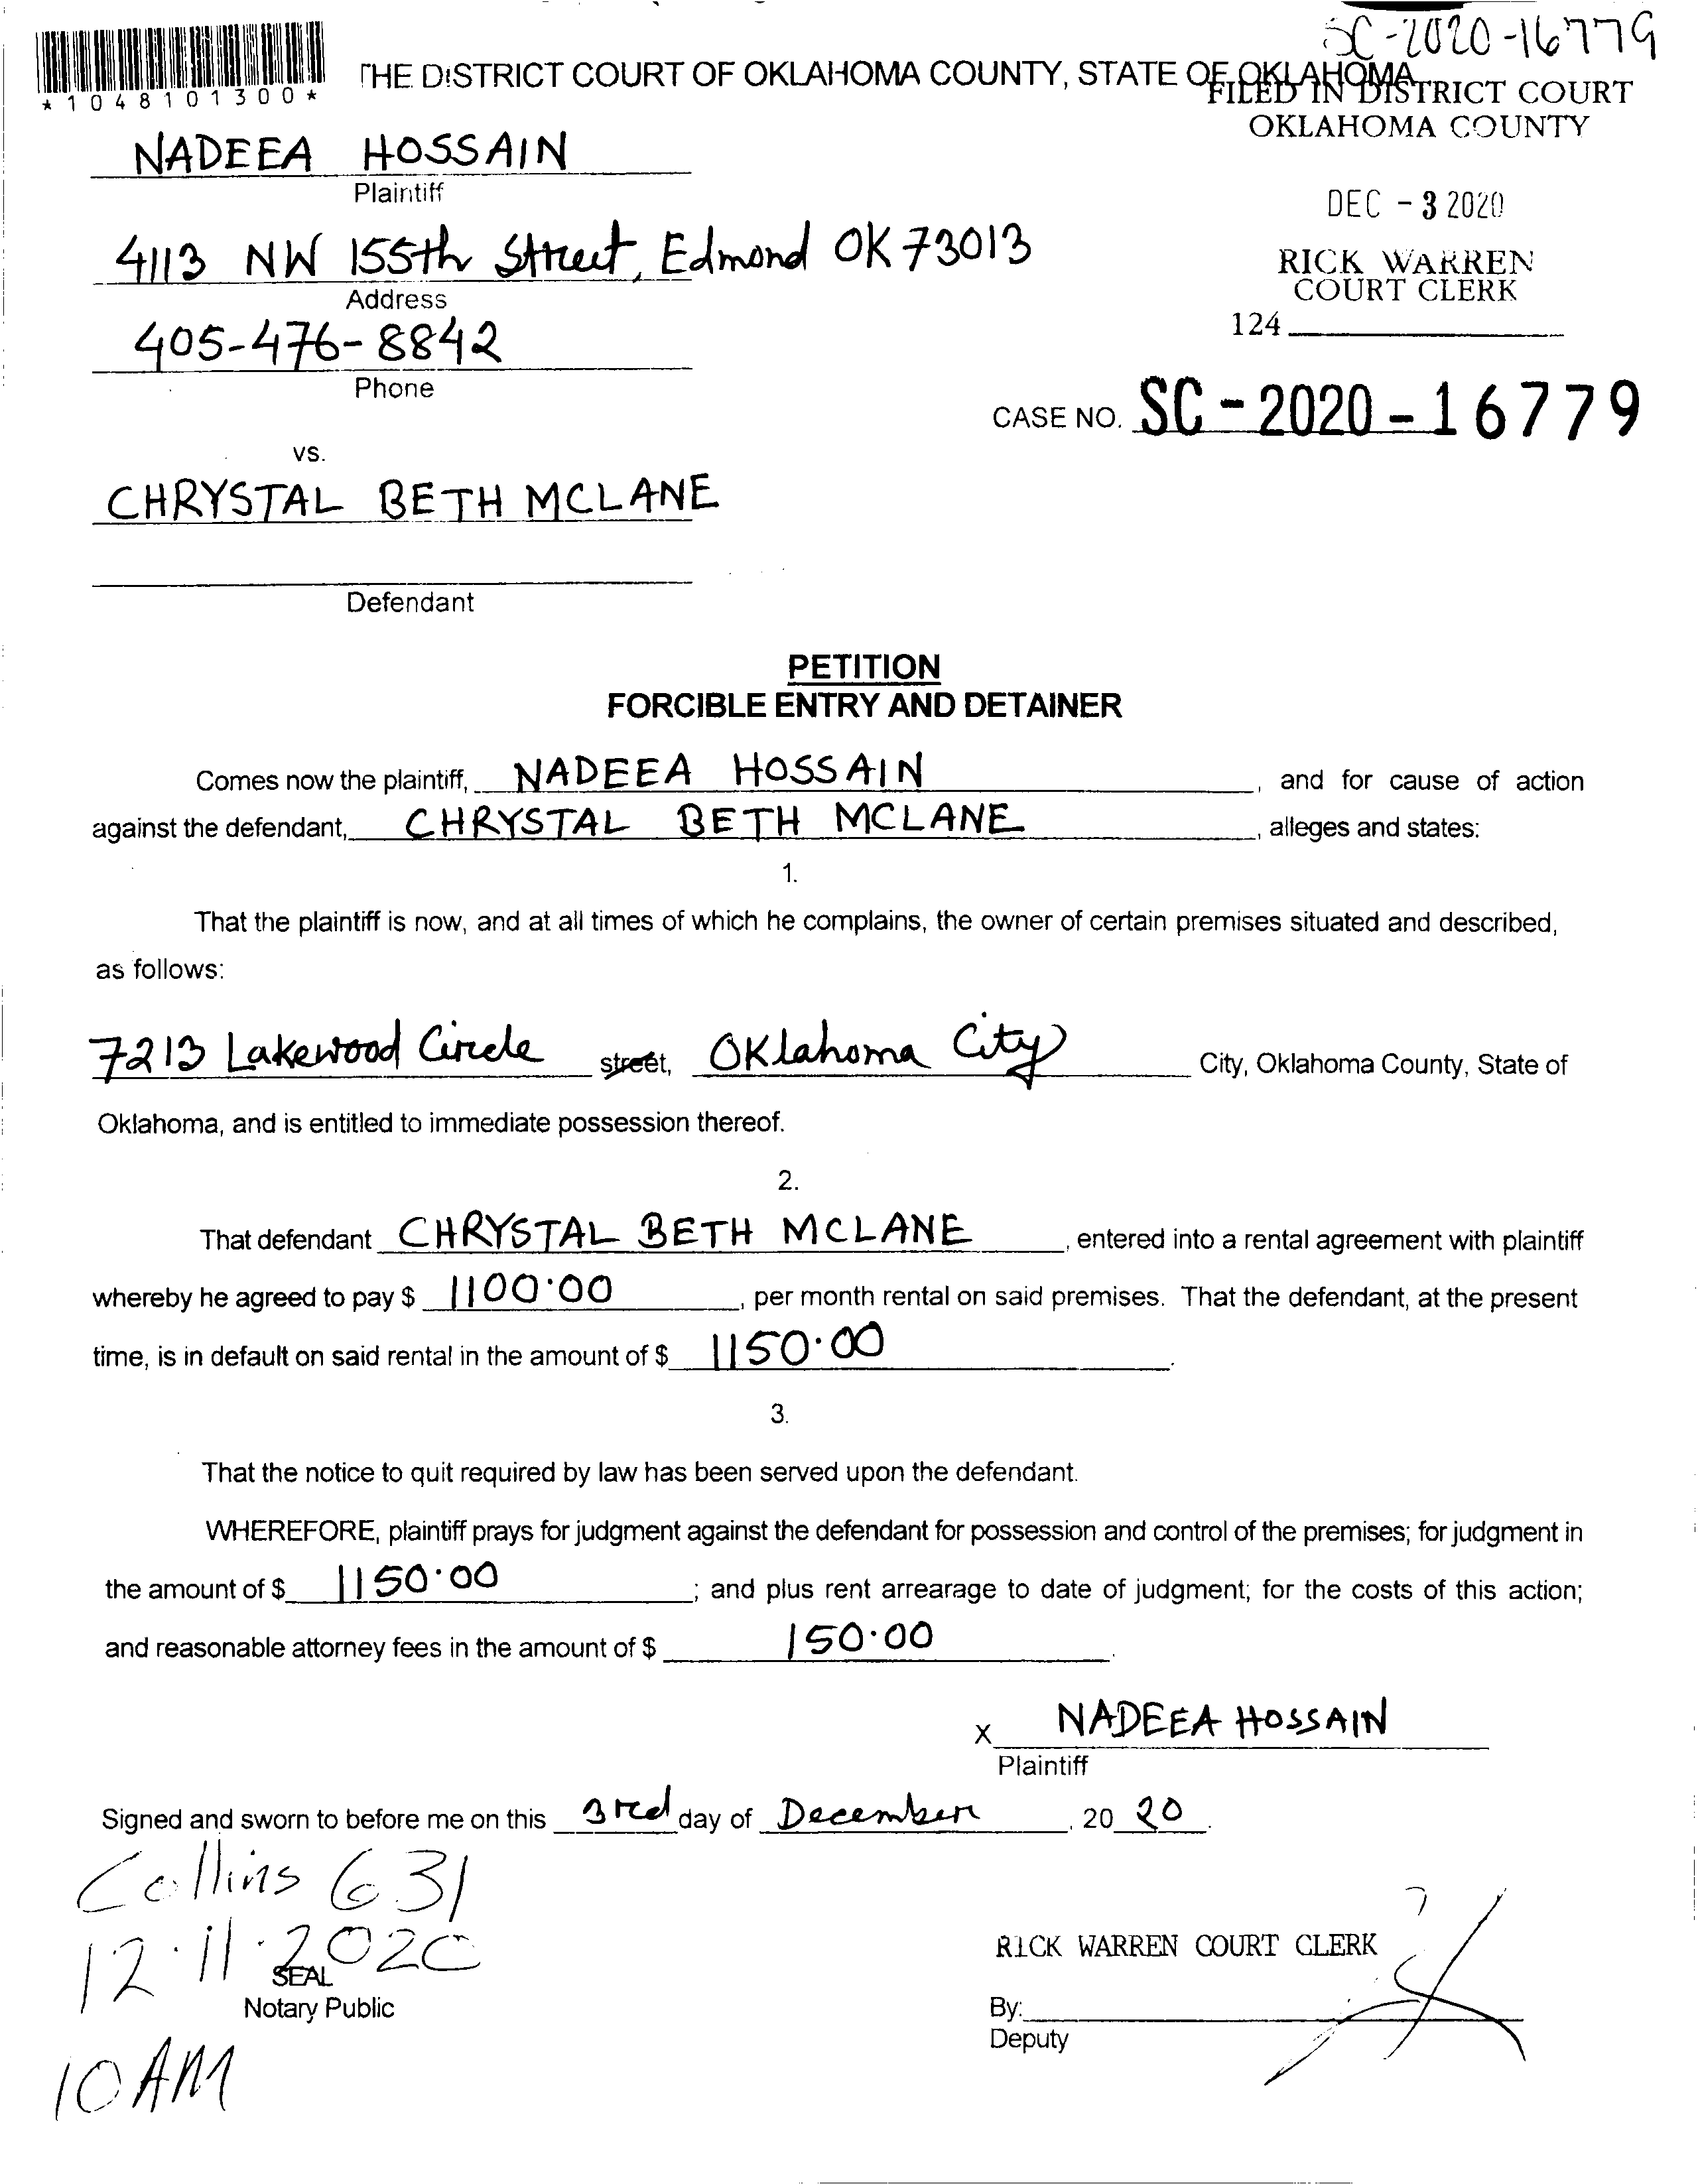 SC-2020-16779
*1048101300*
THE DISTRICT COURT OF OKLAHOMA COUNTY, STATE OF OKLAHOMA
FILED IN DISTRICT COURT
OKLAHOMA COUNTY
NADEEA HOSSAIN
Plaintiff
DEC - 3 2020
4113 NW 155th Street, Edmond OK 73013
Address
RICK WARREN
COURT CLERK
405-476-8842
Phone
124
CASE NO. SC-2020-16779
vs.
CHRYSTAL BETH MCLANE
Defendant
PETITION
FORCIBLE ENTRY AND DETAINER
Comes now the plaintiff, NADEEA HOSSAIN, and for cause of action
against the defendant, CHRYSTAL BETH MCLANE, alleges and states:
1.
That the plaintiff is now, and at all times of which he complains, the owner of certain premises situated and described,
as follows:
7213 Lakewood Circle street, Oklahoma City City, Oklahoma County, State of
Oklahoma, and is entitled to immediate possession thereof.
2.
That defendant CHRYSTAL BETH MCLANE, entered into a rental agreement with plaintiff
whereby he agreed to pay $ 1100.00, per month rental on said premises. That the defendant, at the present
time, is in default on said rental in the amount of $ 1150.00.
3.
That the notice to quit required by law has been served upon the defendant.
WHEREFORE, plaintiff prays for judgment against the defendant for possession and control of the premises; for judgment in
the amount of $ 1150.00; and plus rent arrearage to date of judgment; for the costs of this action;
and reasonable attorney fees in the amount of $ 150.00.
X NADEEA HOSSAIN
Plaintiff
Signed and sworn to before me on this 3rd day of December, 20 20.
Collins 631
12.11.2020
SEAL
Notary Public
10 AM
RICK WARREN COURT CLERK
By:
Deputy